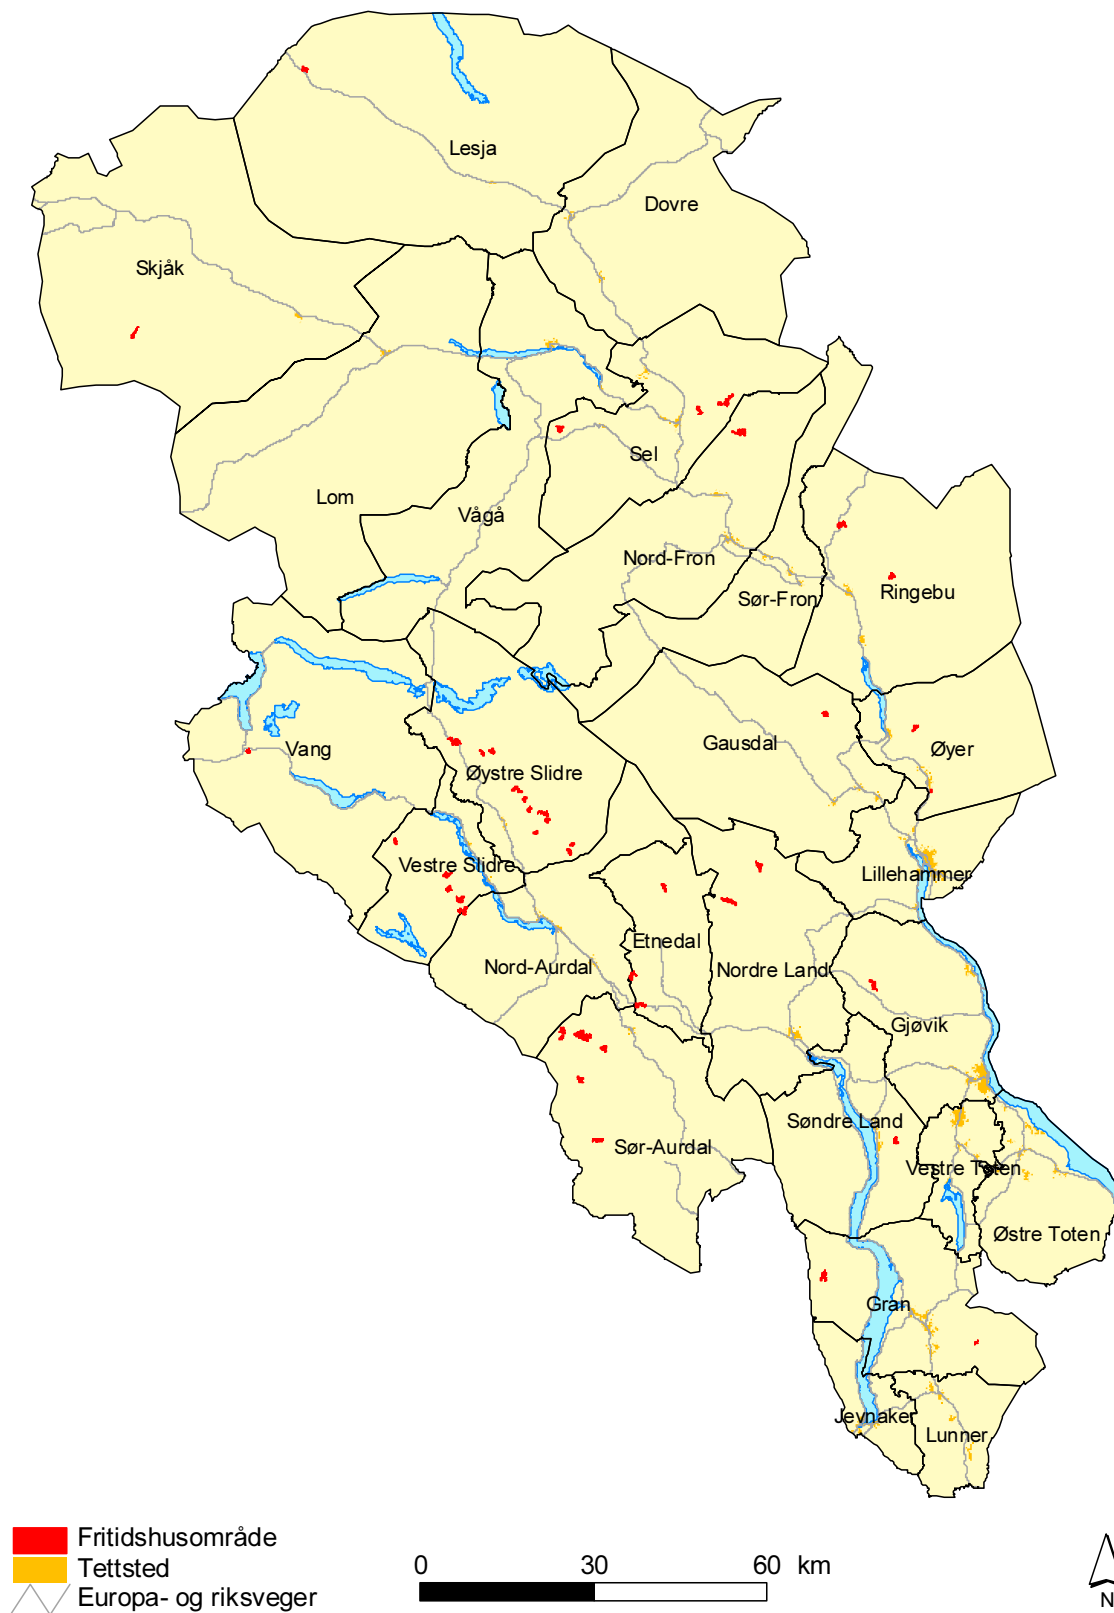 Lesja
Dovre
Skjåk
Sel
Lom
Vågå
Nord-Fron
Sør-Fron
Ringebu
Vang
Gausdal
Øyer
Øystre Slidre
Vestre Slidre
Lillehammer
Etnedal
Nord-Aurdal
Nordre Land
Gjøvik
Søndre Land
Sør-Aurdal
Vestre Toten
Østre Toten
Gran
Jevnaker
Lunner
Fritidshusområde
Tettsted
Europa- og riksveger
0 30 60 km
N